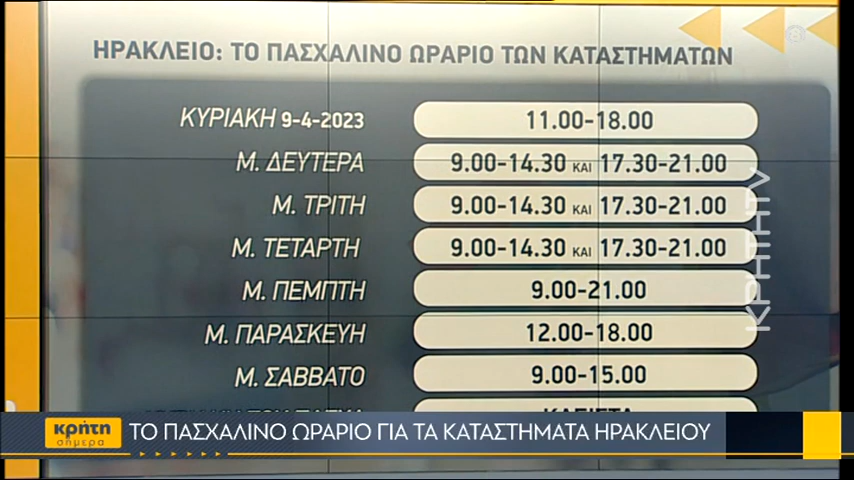 ΗΡΑΚΛΕΙΟ: ΤΟ ΠΑΣΧΑΛΙΝΟ ΩΡΑΡΙΟ ΤΩΝ ΚΑΤΑΣΤΗΜΑΤΩΝ
ΚΥΡΙΑΚΗ 9-4-2023 11.00-18.00
Μ. ΔΕΥΤΕΡΑ 9.00-14.30 ΚΑΙ 17.30-21.00
Μ. ΤΡΙΤΗ 9.00-14.30 ΚΑΙ 17.30-21.00
Μ. ΤΕΤΑΡΤΗ 9.00-14.30 ΚΑΙ 17.30-21.00
Μ. ΠΕΜΠΤΗ 9.00-21.00
Μ. ΠΑΡΑΣΚΕΥΗ 12.00-18.00
Μ. ΣΑΒΒΑΤΟ 9.00-15.00
ΚΡΗΤΗTV
κρήτη
σήμερα
ΤΟ ΠΑΣΧΑΛΙΝΟ ΩΡΑΡΙΟ ΓΙΑ ΤΑ ΚΑΤΑΣΤΗΜΑΤΑ ΗΡΑΚΛΕΙΟΥ